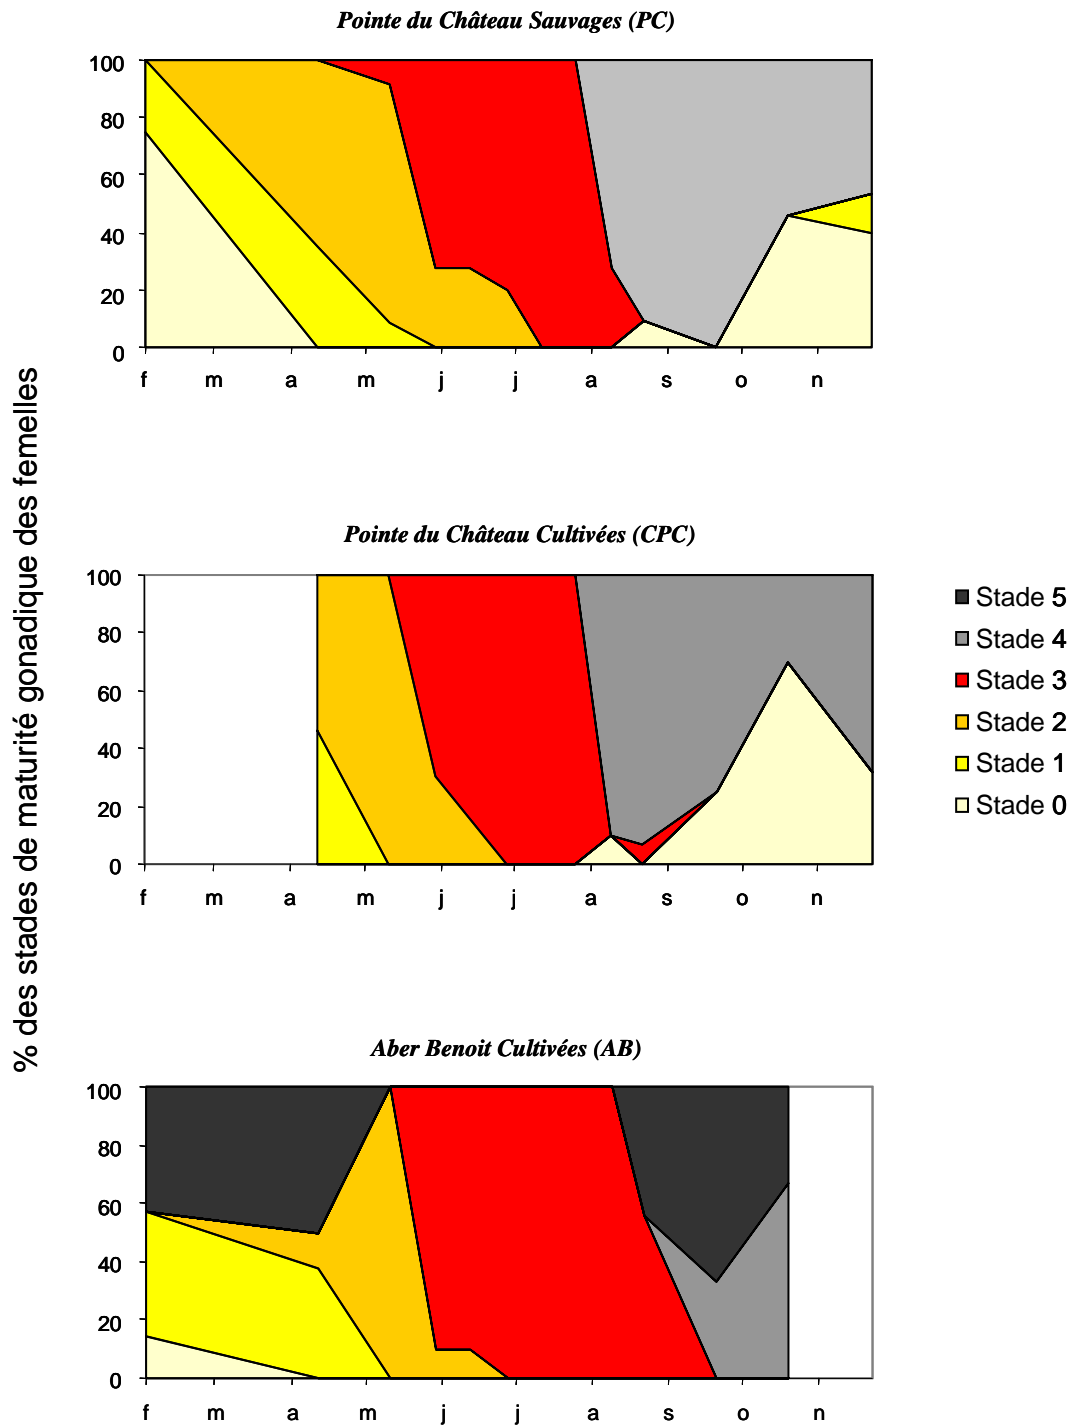 Pointe du Château Sauvages (PC)
100
80
60
40
20
0
f m a m j j a s o n
% des stades de maturité gonadique des femelles
Pointe du Château Cultivées (CPC)
100
80
60
40
20
0
f m a m j j a s o n
Stade 5
Stade 4
Stade 3
Stade 2
Stade 1
Stade 0
Aber Benoit Cultivées (AB)
100
80
60
40
20
0
f m a m j j a s o n